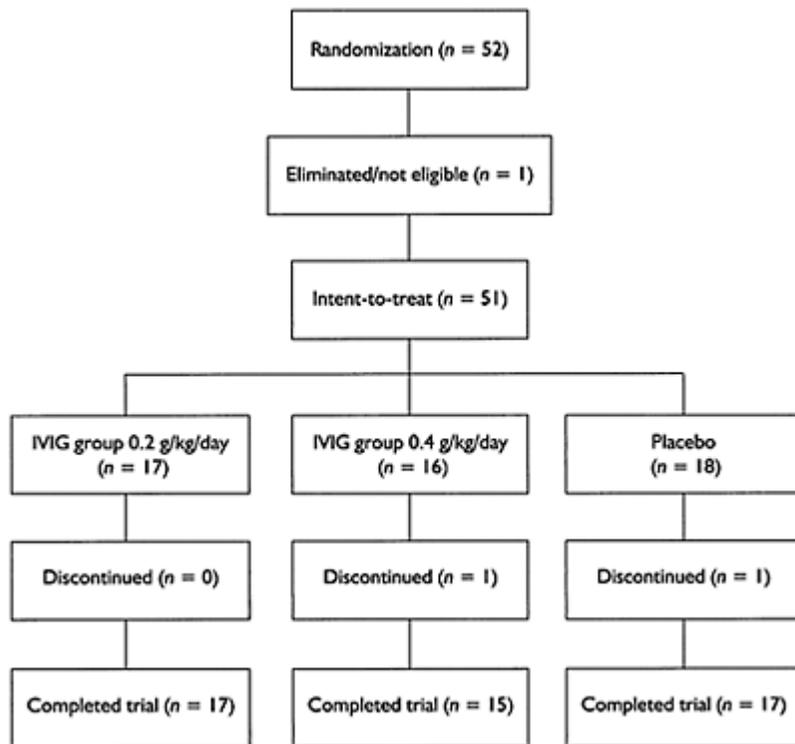 Randomization (n = 52)
Eliminated/not eligible (n = 1)
Intent-to-treat (n = 51)
IVIG group 0.2 g/kg/day
(n = 17)
IVIG group 0.4 g/kg/day
(n = 16)
Placebo
(n = 18)
Discontinued (n = 0)
Discontinued (n = 1)
Discontinued (n = 1)
Completed trial (n = 17)
Completed trial (n = 15)
Completed trial (n = 17)